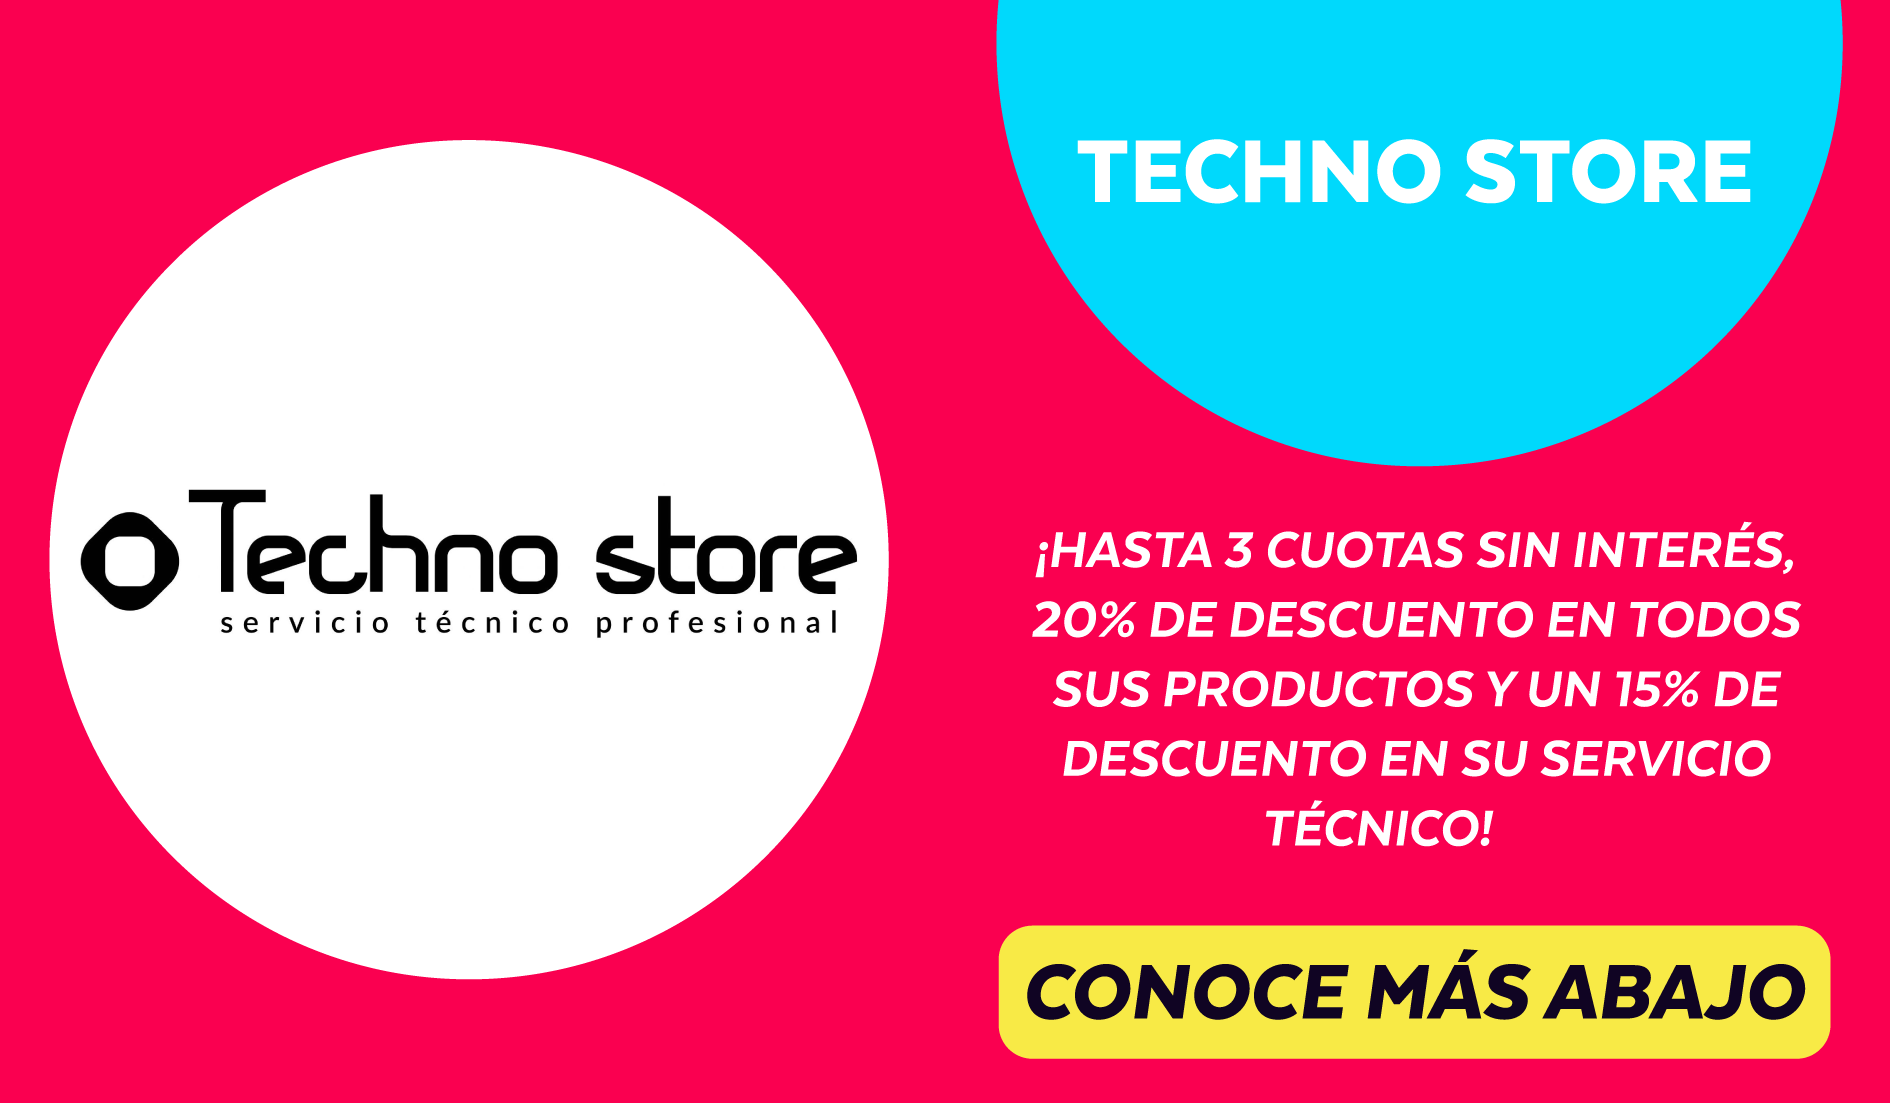 Techno store
servicio técnico profesional
TECHNO STORE
¡HASTA 3 CUOTAS SIN INTERÉS,
20% DE DESCUENTO EN TODOS
SUS PRODUCTOS Y UN 15% DE
DESCUENTO EN SU SERVICIO
TÉCNICO!
CONOCE MÁS ABAJO